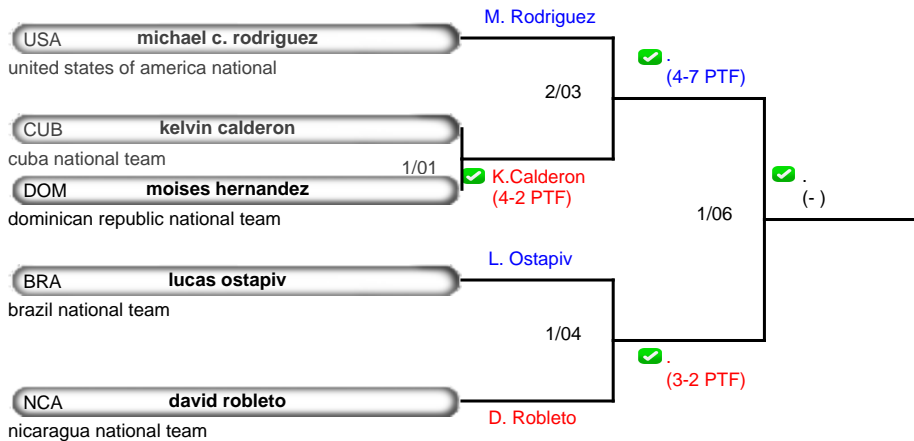 M. Rodriguez
USA michael c. rodriguez
united states of america national
.
(4-7 PTF)
2/03
CUB kelvin calderon
cuba national team
1/01
K.Calderon
(4-2 PTF)
DOM moises hernandez
dominican republic national team
.
(- )
1/06
L. Ostapiv
BRA lucas ostapiv
brazil national team
1/04
.
(3-2 PTF)
NCA david robleto
D. Robleto
nicaragua national team